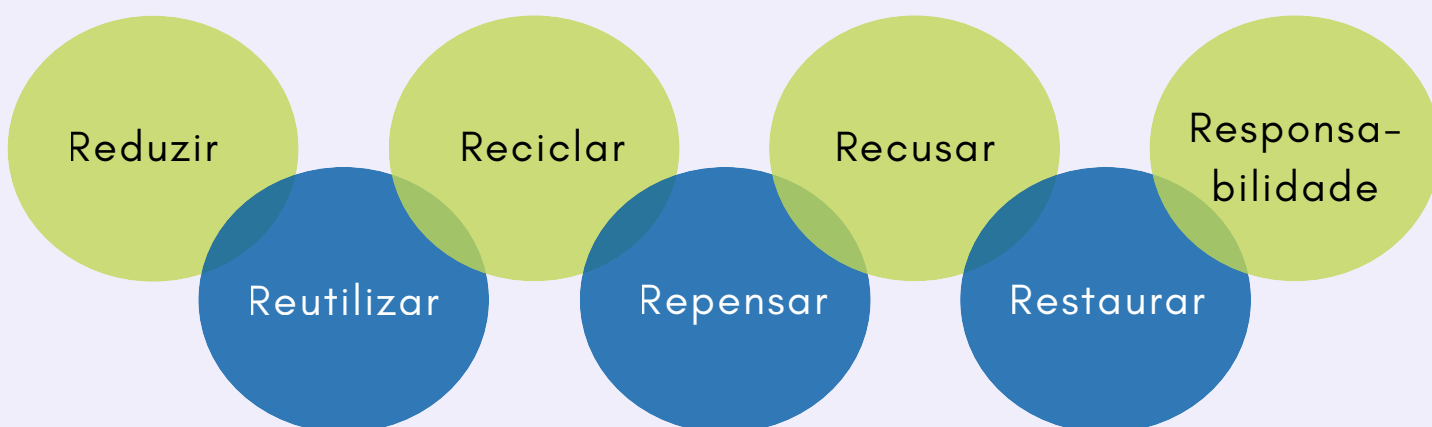 Reduzir
Reutilizar
Reciclar
Repensar
Recusar
Restaurar
Responsa-
bilidade